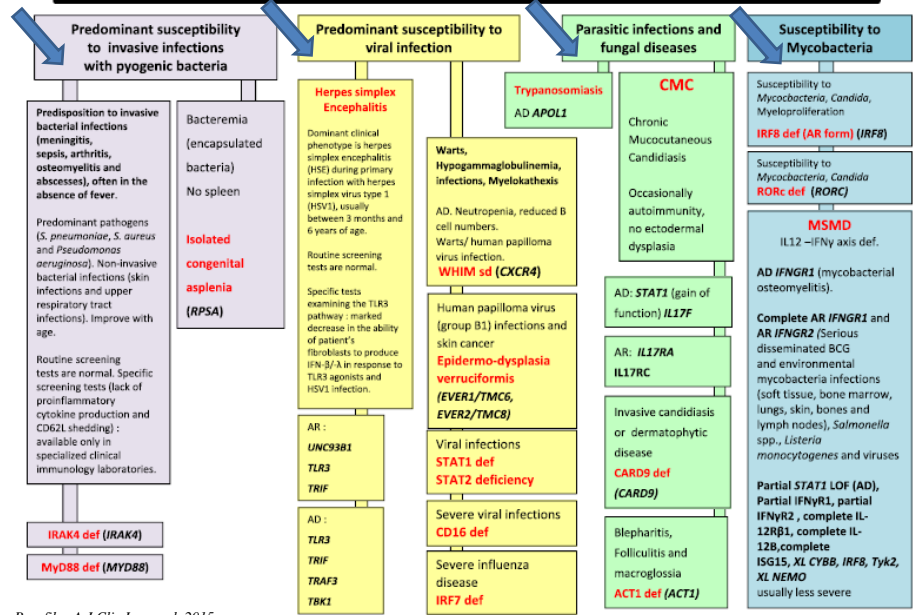 Predominant susceptibility
to invasive infections
with pyogenic bacteria
Predisposition to invasive
bacterial infections
(meningitis,
sepsis, arthritis,
osteomyelitis and
abscesses), often in the
absence of fever.
Predominant pathogens
(S. pneumoniae, S. aureus
and Pseudomonas
aeruginosa). Non-invasive
bacterial infections (skin
infections and upper
respiratory tract
infections). Improve with
age.
Routine screening
tests are normal. Specific
screening tests (lack of
proinflammatory
cytokine production and
CD62L shedding) :
available only in
specialized clinical
immunology laboratories.
IRAK4 def (IRAK4)
MyD88 def (MYD88)
Bacteremia
(encapsulated
bacteria)
No spleen
Isolated
congenital
asplenia
(RPSA)
Predominant susceptibility to
viral infection
Herpes simplex
Encephalitis
Dominant clinical
phenotype is herpes
simplex encephalitis
(HSE) during primary
infection with herpes
simplex virus type 1
(HSV1), usually
between 3 months and
6 years of age.
Routine screening
tests are normal.
Specific tests
examining the TLR3
pathway : marked
decrease in the ability
of patient's
fibroblasts to produce
IFN-β/-λ in response to
TLR3 agonists and
HSV1 infection.
AR :
UNC93B1
TLR3
TRIF
AD :
TLR3
TRIF
TRAF3
TBK1
Warts,
Hypogammaglobulinemia,
infections, Myelokathexis
AD. Neutropenia, reduced B
cell numbers.
Warts/ human papilloma
virus infection.
WHIM sd (CXCR4)
Human papilloma virus
(group B1) infections and
skin cancer
Epidermo-dysplasia
verruciformis
(EVER1/TMC6,
EVER2/TMC8)
Viral infections
STAT1 def
STAT2 deficiency
Severe viral infections
CD16 def
Severe influenza
disease
IRF7 def
Parasitic infections and
fungal diseases
Trypanosomiasis
AD APOL1
CMC
Chronic
Mucocutaneous
Candidiasis
Occasionally
autoimmunity,
no ectodermal
dysplasia
AD: STAT1 (gain of
function) IL17F
AR: IL17RA
IL17RC
Invasive candidiasis
or dermatophytic
disease
CARD9 def
(CARD9)
Blepharitis,
Folliculitis and
macroglossia
ACT1 def (ACT1)
Susceptibility to
Mycobacteria
Susceptibility to
Mycobacteria, Candida,
Myeloproliferation
IRF8 def (AR form) (IRF8)
Susceptibility to
Mycobacteria, Candida
RORc def (RORC)
MSMD
IL12 –IFNγ axis def.
AD IFNGR1 (mycobacterial
osteomyelitis).
Complete AR IFNGR1 and
AR IFNGR2 (Serious
disseminated BCG
and environmental
mycobacteria infections
(soft tissue, bone marrow,
lungs, skin, bones and
lymph nodes), Salmonella
spp., Listeria
monocytogenes and viruses
Partial STAT1 LOF (AD),
Partial IFNγR1, partial
IFNγR2 , complete IL-
12Rβ1, complete IL-
12B,complete
ISG15, XL CYBB, IRF8, Tyk2,
XL NEMO
usually less severe